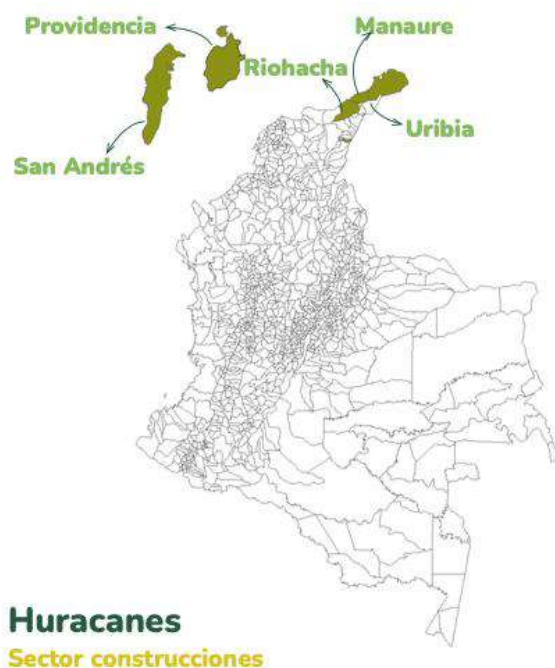 Providencia
Manaure
Riohacha
Uribia
San Andrés
Huracanes
Sector construcciones